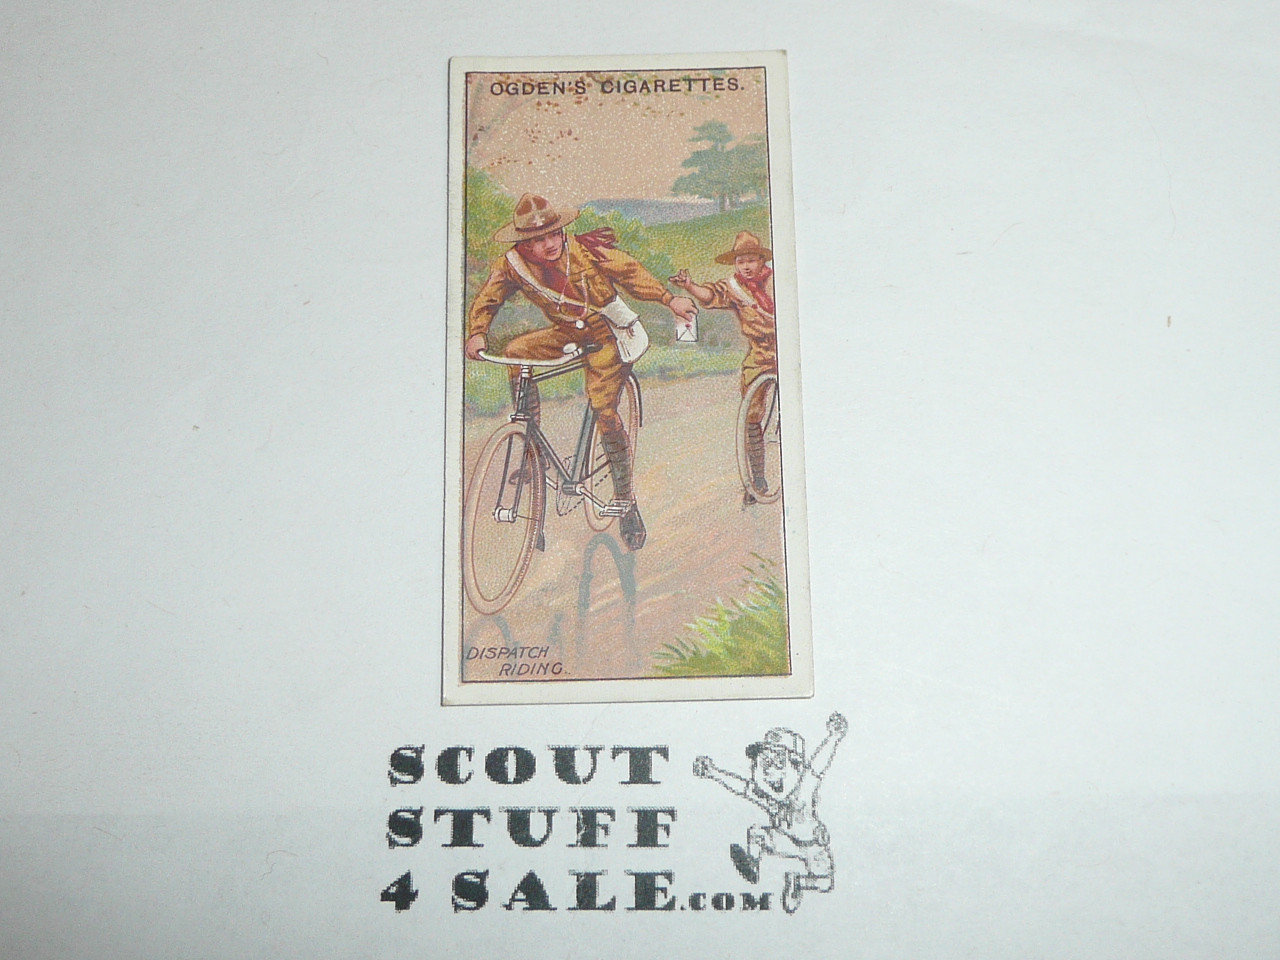 OGDEN'S CIGARETTES.
DISPATCH
RIDING.
SCOUT
STUFF
4 SALE.COM